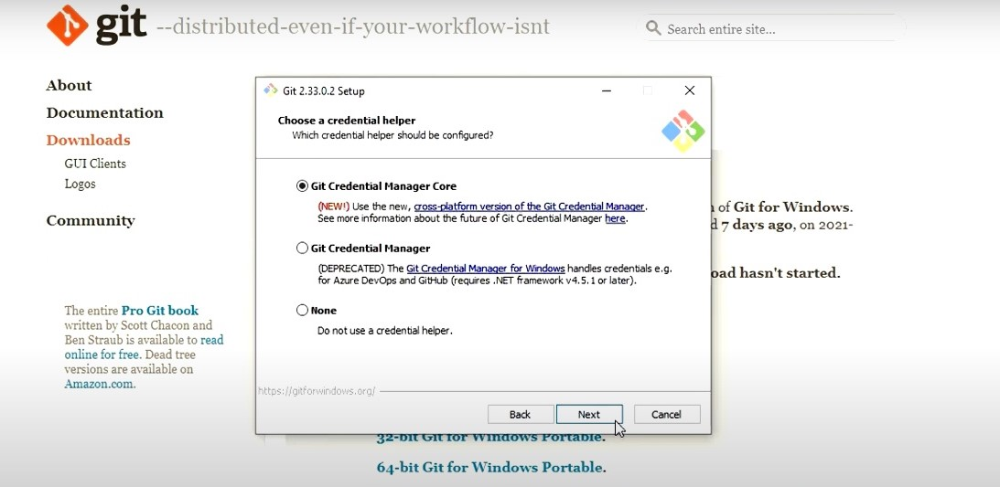 git --distributed-even-if-your-workflow-isnt
Search entire site...
About
Documentation
Downloads
GUI Clients
Logos
Community
The entire Pro Git book
written by Scott Chacon and
Ben Straub is available to read
online for free. Dead tree
versions are available on
Amazon.com.
Git 2.33.0.2 Setup
Choose a credential helper
Which credential helper should be configured?
Git Credential Manager Core
(NEW!) Use the new, cross-platform version of the Git Credential Manager.
See more information about the future of Git Credential Manager here.
Git Credential Manager
(DEPRECATED) The Git Credential Manager for Windows handles credentials e.g.
for Azure DevOps and GitHub (requires .NET framework v4.5.1 or later).
None
Do not use a credential helper.
https://gitforwindows.org/
Back
Next
Cancel
of Git for Windows.
7 days ago, on 2021-
hasn't started.
32-bit Git for Windows Portable.
64-bit Git for Windows Portable.